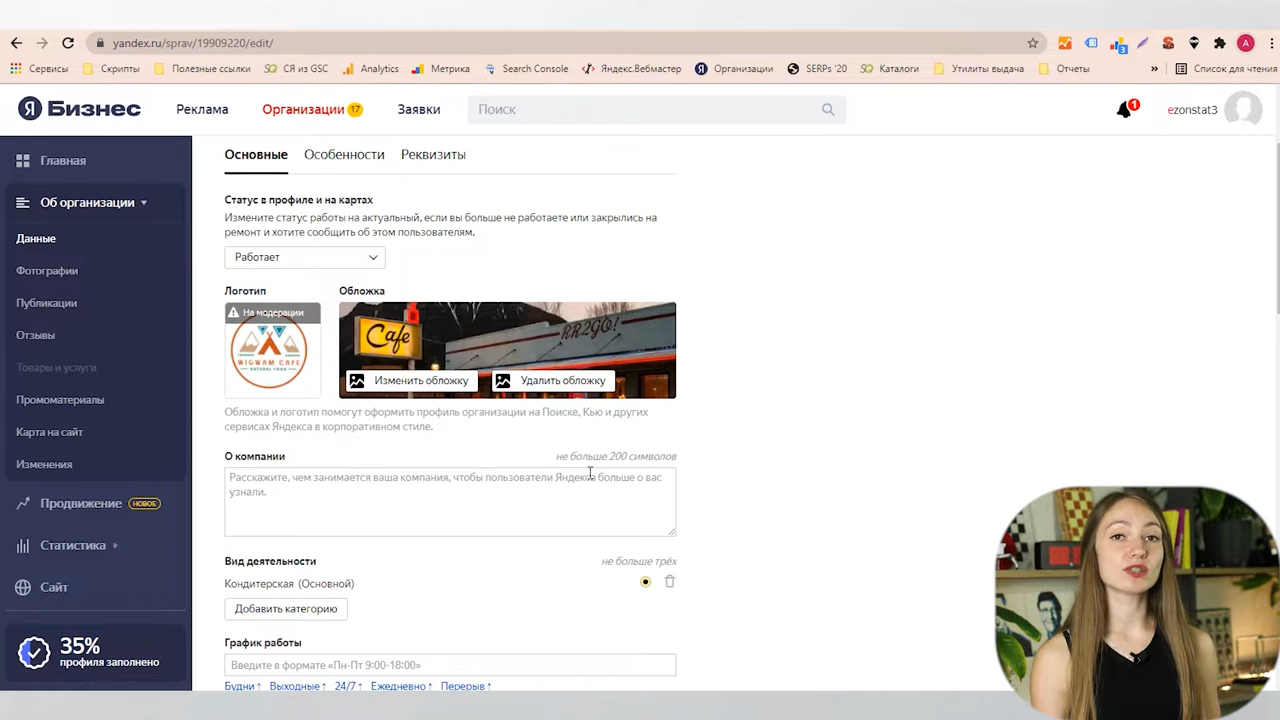 yandex.ru/sprav/19909220/edit/
Сервисы Скрипты Полезные ссылки СЯ из GSC Analytics Метрика Search Console Яндекс.Вебмастер Организации SERPs '20 Каталоги Утилиты выдача Отчеты » Список для чтения
Я Бизнес Реклама Организации 17 Заявки Поиск 1 ezonstat3
Главная
Об организации
Данные
Фотографии
Публикации
Отзывы
Товары и услуги
Промоматериалы
Карта на сайт
Изменения
Продвижение НОВОЕ
Статистика
Сайт
35%
профиля заполнено
Основные Особенности Реквизиты
Статус в профиле и на картах
Измените статус работы на актуальный, если вы больше не работаете или закрылись на
ремонт и хотите сообщить об этом пользователям.
Работает
Логотип Обложка
На модерации
WIGWAM CAFE
NATURAL FOOD
Cafe
RR2GO!
Изменить обложку Удалить обложку
Обложка и логотип помогут оформить профиль организации на Поиске, Кью и других
сервисах Яндекса в корпоративном стиле.
О компании не больше 200 символов
Расскажите, чем занимается ваша компания, чтобы пользователи Яндекса больше о вас
узнали.
Вид деятельности не больше трёх
Кондитерская (Основной)
Добавить категорию
График работы
Введите в формате «Пн-Пт 9:00-18:00»
Будни↑ Выходные↑ 24/7↑ Ежедневно↑ Перерыв↑